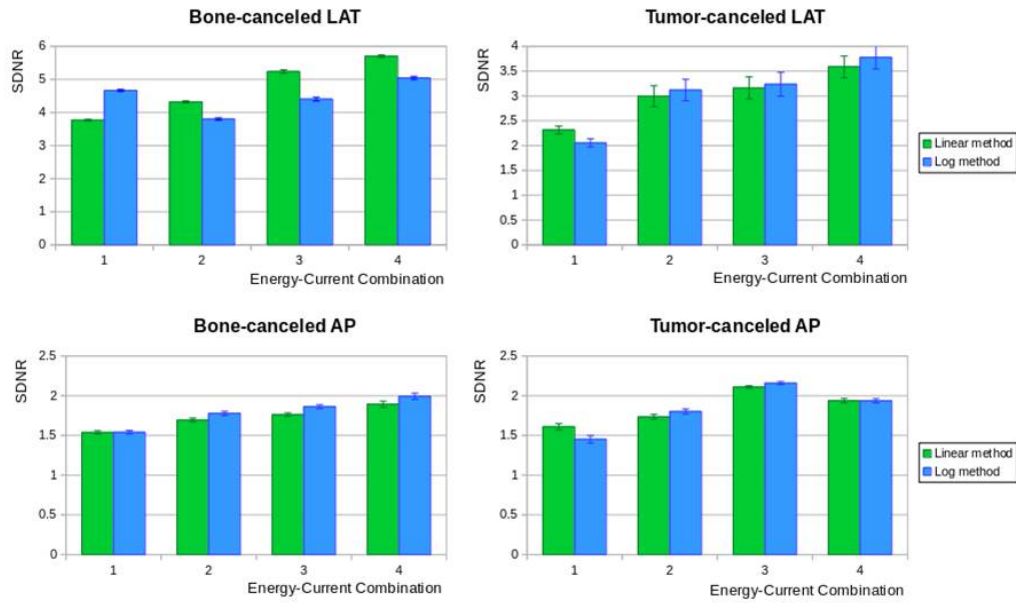 Bone-canceled LAT
SDNR
6
5
4
3
2
1
0
1 2 3 4
Energy-Current Combination
Tumor-canceled LAT
SDNR
4
3.5
3
2.5
2
1.5
1
0.5
0
1 2 3 4
Energy-Current Combination
Linear method
Log method
Bone-canceled AP
SDNR
2.5
2
1.5
1
0.5
0
1 2 3 4
Energy-Current Combination
Tumor-canceled AP
SDNR
2.5
2
1.5
1
0.5
0
1 2 3 4
Energy-Current Combination
Linear method
Log method